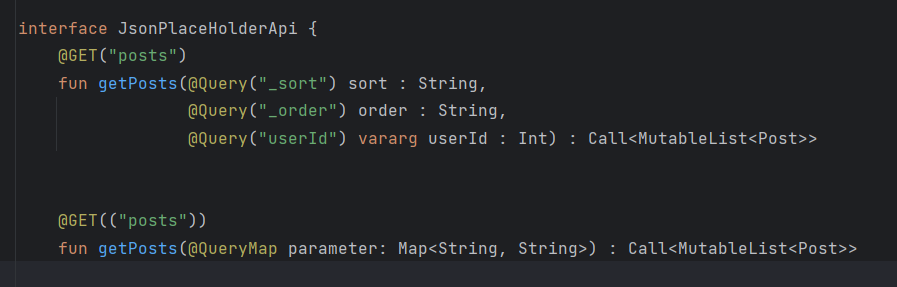 interface JsonPlaceHolderApi {
@GET("posts")
fun getPosts(@Query("_sort") sort : String,
@Query("_order") order : String,
@Query("userId") vararg userId : Int) : Call<MutableList<Post>>
@GET(("posts"))
fun getPosts(@QueryMap parameter: Map<String, String>) : Call<MutableList<Post>>